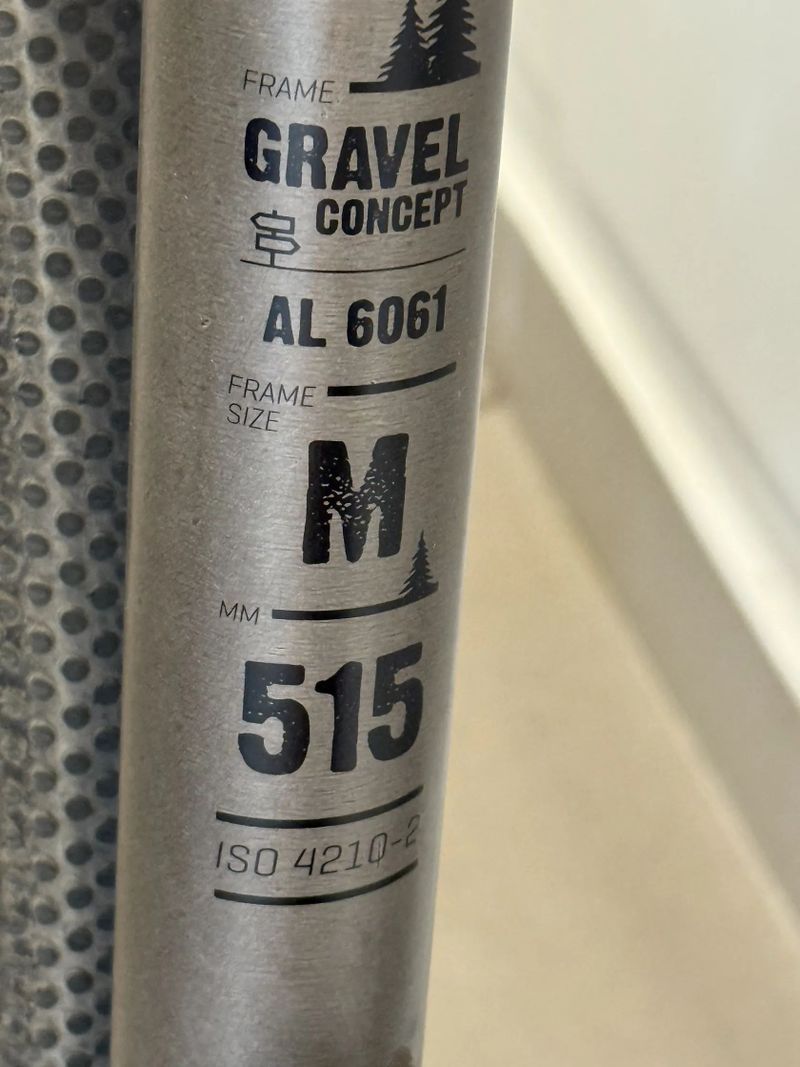 FRAME
GRAVEL
CONCEPT
AL 6061
FRAME
SIZE
M
MM
515
ISO 4210-2